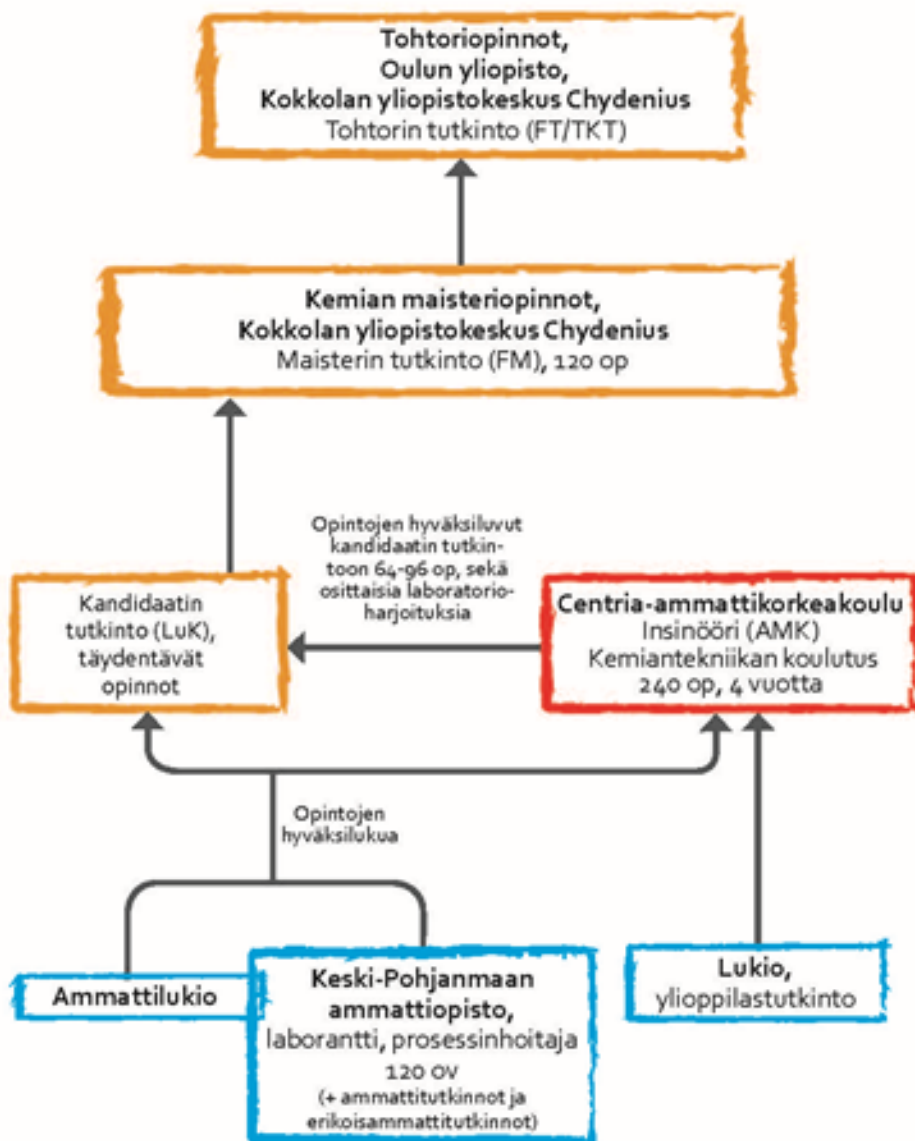 Tohtoriopinnot,
Oulun yliopisto,
Kokkolan yliopistokeskus Chydenius
Tohtorin tutkinto (FT/TKT)
Kemian maisteriopinnot,
Kokkolan yliopistokeskus Chydenius
Maisterin tutkinto (FM), 120 op
Opintojen hyväksiluvut
kandidaatin tutkin-
toon 64-96 op, sekä
osittaisia laboratorio-
harjoituksia
Kandidaatin
tutkinto (LuK),
täydentävät
opinnot
Centria-ammattikorkeakoulu
Insinööri (AMK)
Kemiantekniikan koulutus
240 op, 4 vuotta
Opintojen
hyväksilukua
Ammattilukio
Keski-Pohjanmaan
ammattiopisto,
laborantti, prosessinhoitaja
120 ov
(+ ammattitutkinnot ja
erikoisammattitutkinnot)
Lukio,
ylioppilastutkinto